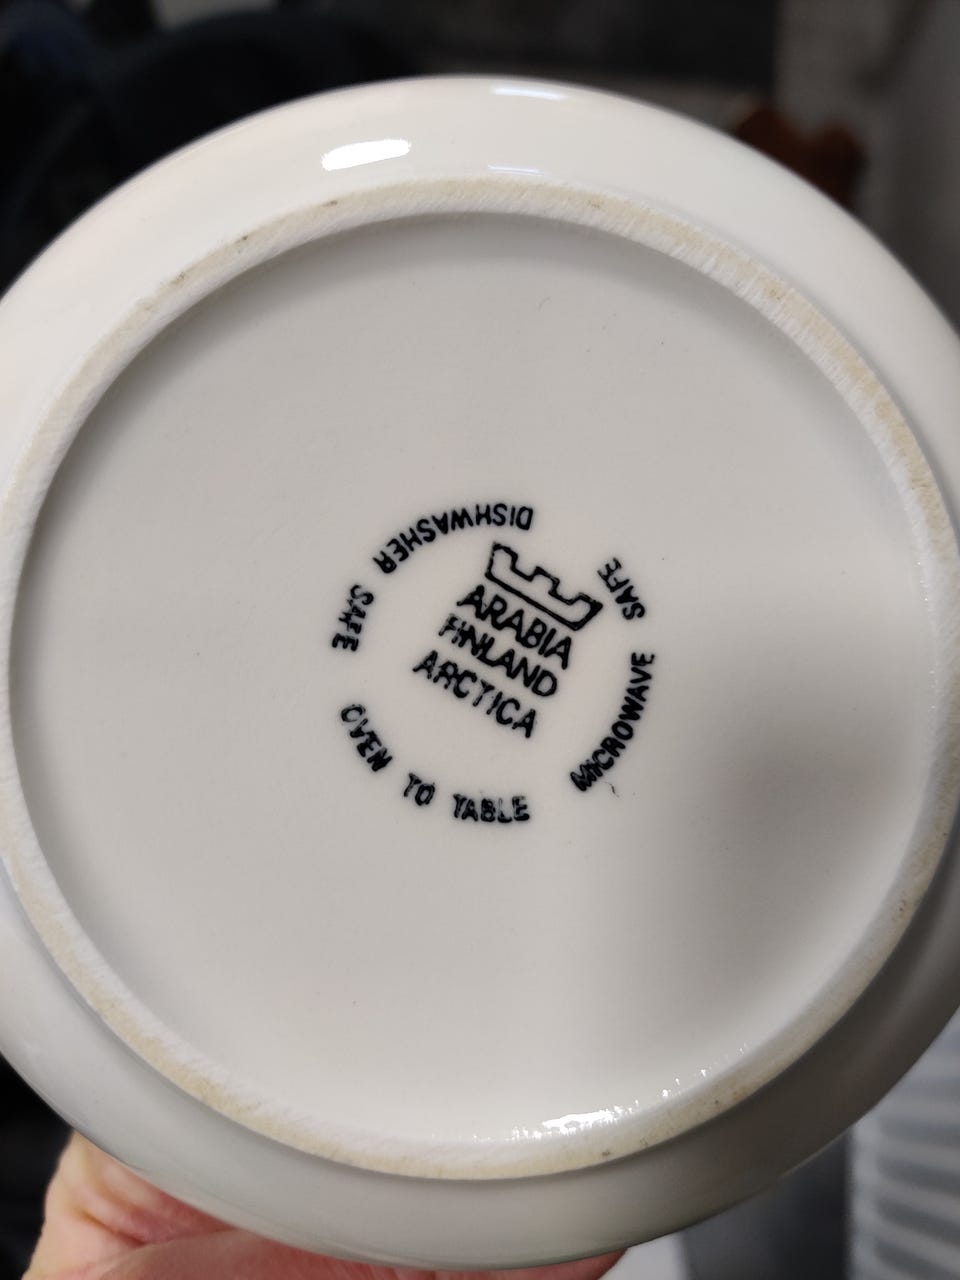 ARABIA
FINLAND
ARCTICA
DISHWASHER SAFE
OVEN TO TABLE
MICROWAVE SAFE